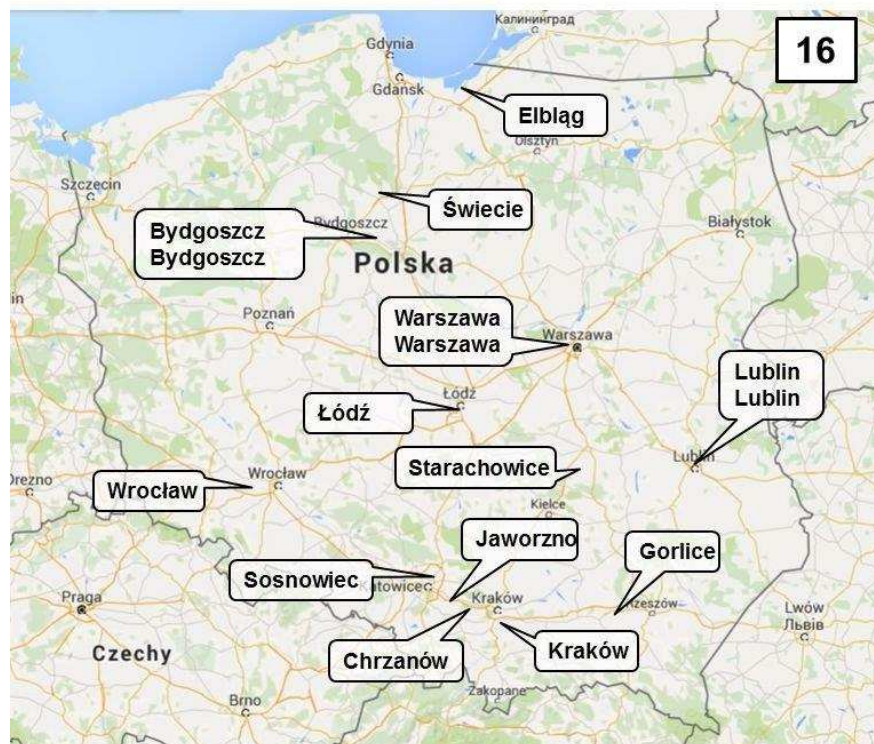 Калининград
16
Gdynia
Gdańsk
Elbląg
Olsztyn
Szczecin
Świecie
Białystok
Bydgoszcz
Bydgoszcz
Bydgoszcz
Polska
Poznań
Warszawa
Warszawa
Warszawa
Lublin
Lublin
Łódź
Łódź
Starachowice
Lublin
Wrocław
Wrocław
Drezno
Kielce
Jaworzno
Gorlice
Sosnowiec
Katowice
Praga
Kraków
Rzeszów
Lwów
Львів
Czechy
Chrzanów
Kraków
Zakopane
Brno